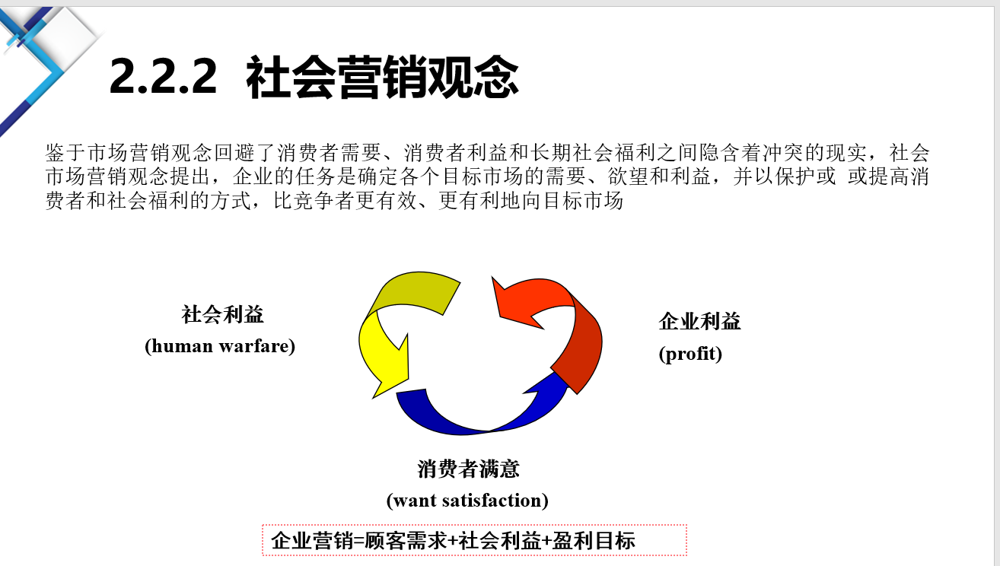 2.2.2 社会营销观念
鉴于市场营销观念回避了消费者需要、消费者利益和长期社会福利之间隐含着冲突的现实，社会
市场营销观念提出，企业的任务是确定各个目标市场的需要、欲望和利益，并以保护或 或提高消
费者和社会福利的方式，比竞争者更有效、更有利地向目标市场
社会利益
(human warfare)
企业利益
(profit)
消费者满意
(want satisfaction)
企业营销=顾客需求+社会利益+盈利目标